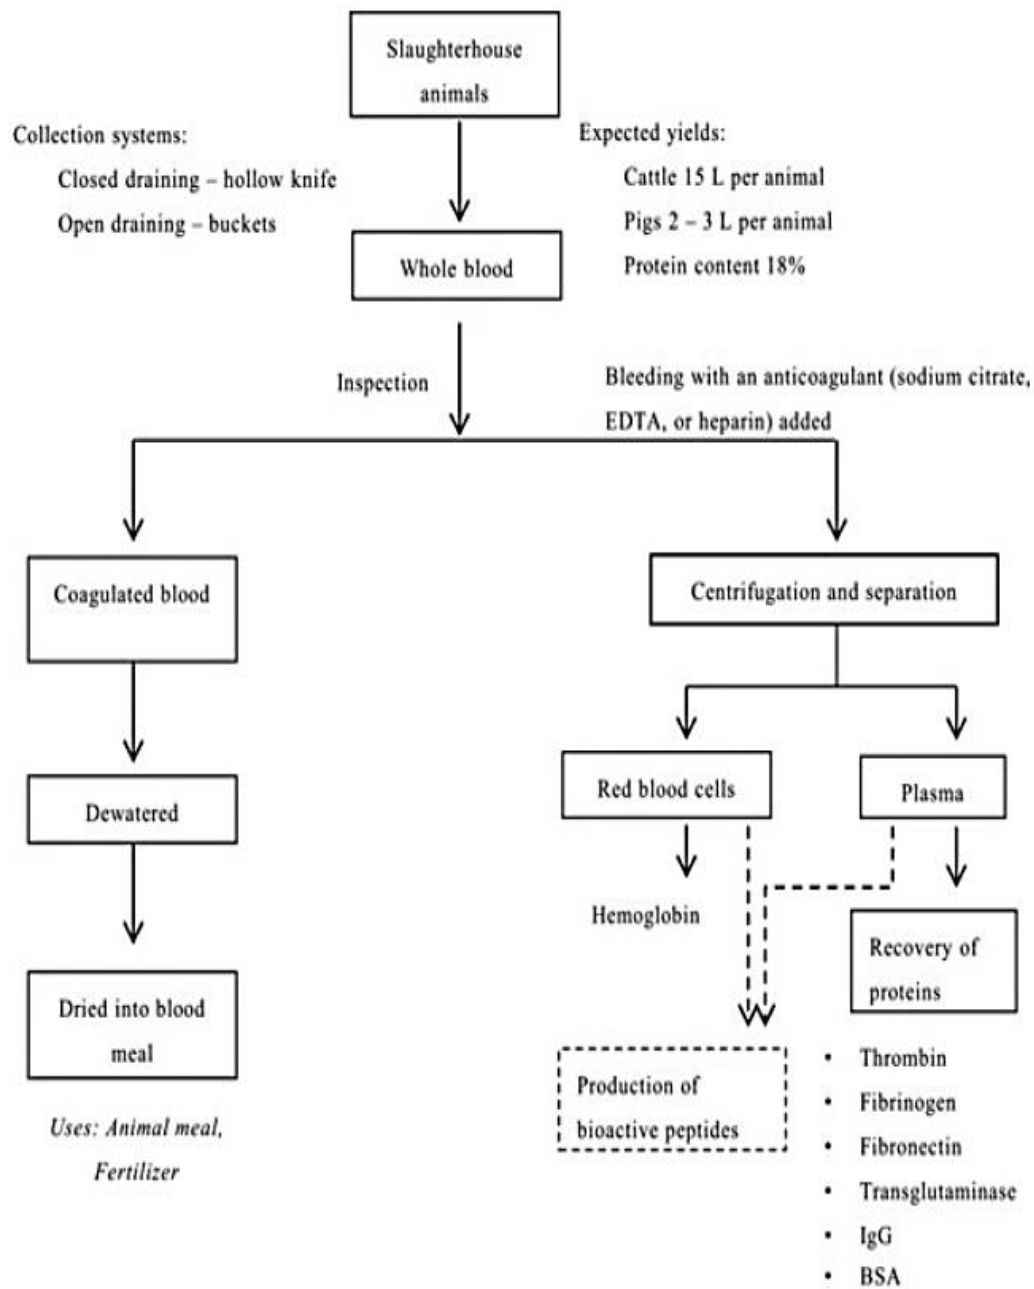 Slaughterhouse
animals
Collection systems:
Closed draining – hollow knife
Open draining – buckets
Expected yields:
Cattle 15 L per animal
Pigs 2 – 3 L per animal
Protein content 18%
Whole blood
Inspection
Bleeding with an anticoagulant (sodium citrate,
EDTA, or heparin) added
Coagulated blood
Centrifugation and separation
Red blood cells
Plasma
Dewatered
Hemoglobin
Recovery of
proteins
Dried into blood
meal
Production of
bioactive peptides
• Thrombin
• Fibrinogen
• Fibronectin
• Transglutaminase
• IgG
• BSA
Uses: Animal meal,
Fertilizer